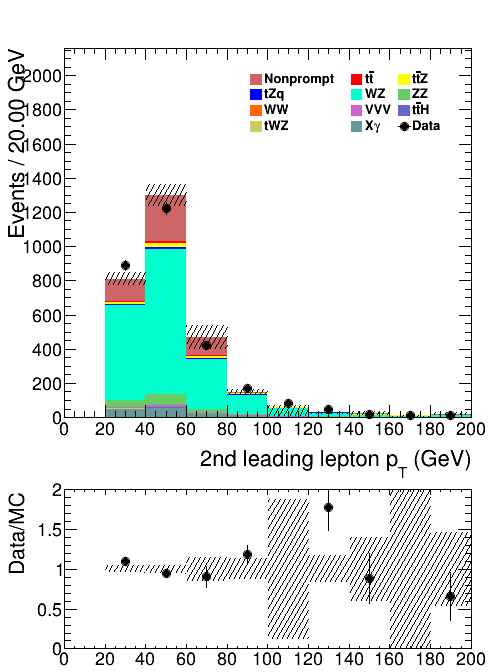 Events / 20.00 GeV
2000
1800
1600
1400
1200
1000
800
600
400
200
0
Nonprompt tt̄ tt̄Z
tZq WZ ZZ
WW VVV tt̄H
tWZ Xγ Data
0 20 40 60 80 100 120 140 160 180 200
2nd leading lepton p_T (GeV)
Data/MC
2
1.5
1
0.5
0
0 20 40 60 80 100 120 140 160 180 200